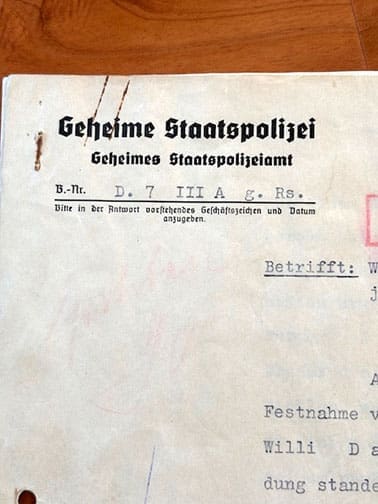 Geheime Staatspolizei
Geheimes Staatspolizeiamt
B.-Nr. D. 7 III A g. Rs.
Bitte in der Antwort vorstehendes Geschäftszeichen und Datum
anzugeben.
Betrifft: W
j
A
Festnahme v
Willi D a
dung stande